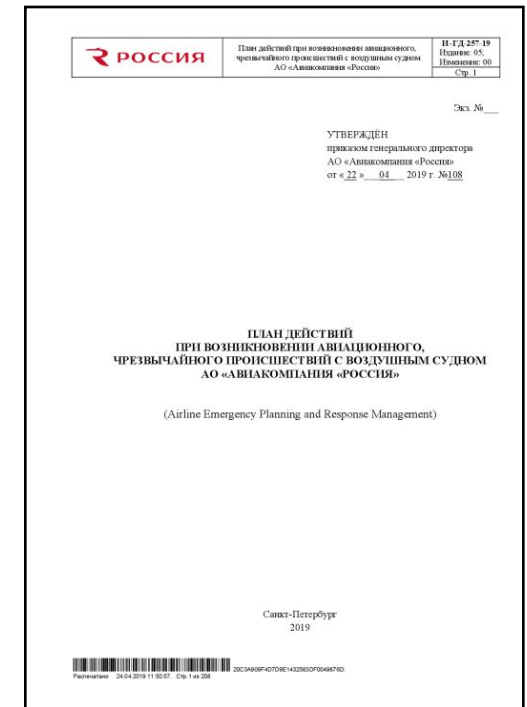 РОССИЯ
План действий при возникновении авиационного,
чрезвычайного происшествий с воздушным судном
АО «Авиакомпания «Россия»
И-ГД-257-19
Издание: 05,
Изменение: 00
Стр. 1
Экз. №___
УТВЕРЖДЁН
приказом генерального директора
АО «Авиакомпания «Россия»
от « 22 »___04___ 2019 г. №108
ПЛАН ДЕЙСТВИЙ
ПРИ ВОЗНИКНОВЕНИИ АВИАЦИОННОГО,
ЧРЕЗВЫЧАЙНОГО ПРОИСШЕСТВИЙ С ВОЗДУШНЫМ СУДНОМ
АО «АВИАКОМПАНИЯ «РОССИЯ»
(Airline Emergency Planning and Response Management)
Санкт-Петербург
2019
Распечатано 24.04.2019 11:50:57. Стр. 1 из 208